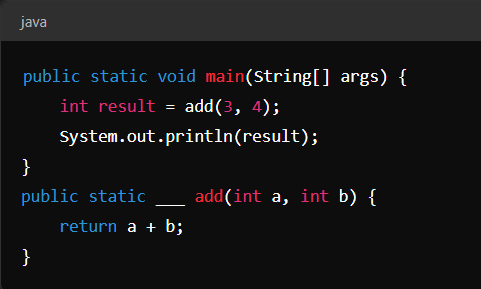 java
public static void main(String[] args) {
    int result = add(3, 4);
    System.out.println(result);
}
public static ___ add(int a, int b) {
    return a + b;
}